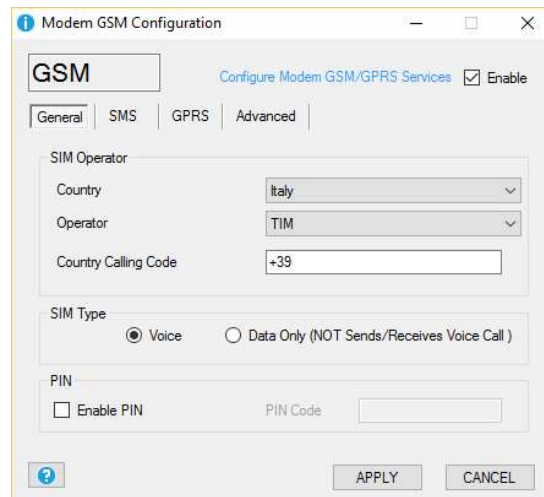 Modem GSM Configuration
GSM
Configure Modem GSM/GPRS Services Enable
General SMS GPRS Advanced
SIM Operator
Country Italy
Operator TIM
Country Calling Code +39
SIM Type
Voice Data Only (NOT Sends/Receives Voice Call )
PIN
Enable PIN PIN Code
APPLY CANCEL